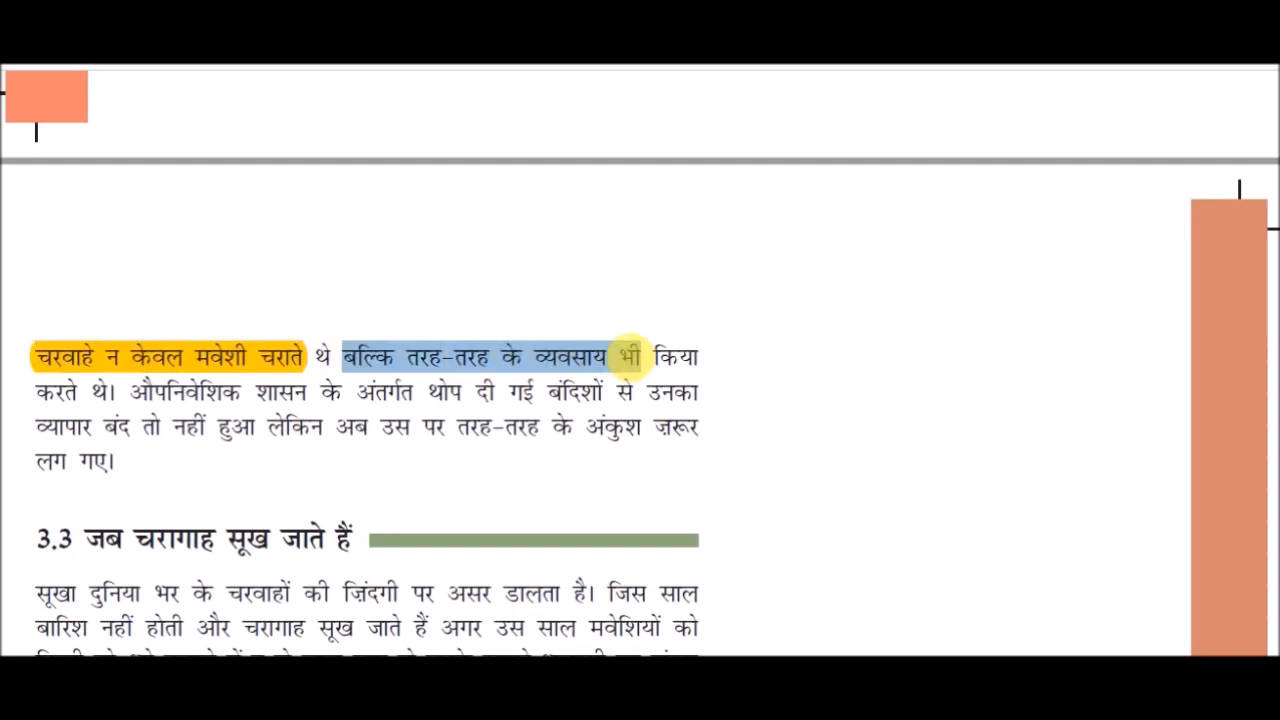 चरवाहे न केवल मवेशी चराते थे बल्कि तरह-तरह के व्यवसाय भी किया
करते थे। औपनिवेशिक शासन के अंतर्गत थोप दी गई बंदिशों से उनका
व्यापार बंद तो नहीं हुआ लेकिन अब उस पर तरह-तरह के अंकुश ज़रूर
लग गए।
3.3 जब चरागाह सूख जाते हैं
सूखा दुनिया भर के चरवाहों की ज़िंदगी पर असर डालता है। जिस साल
बारिश नहीं होती और चरागाह सूख जाते हैं अगर उस साल मवेशियों को